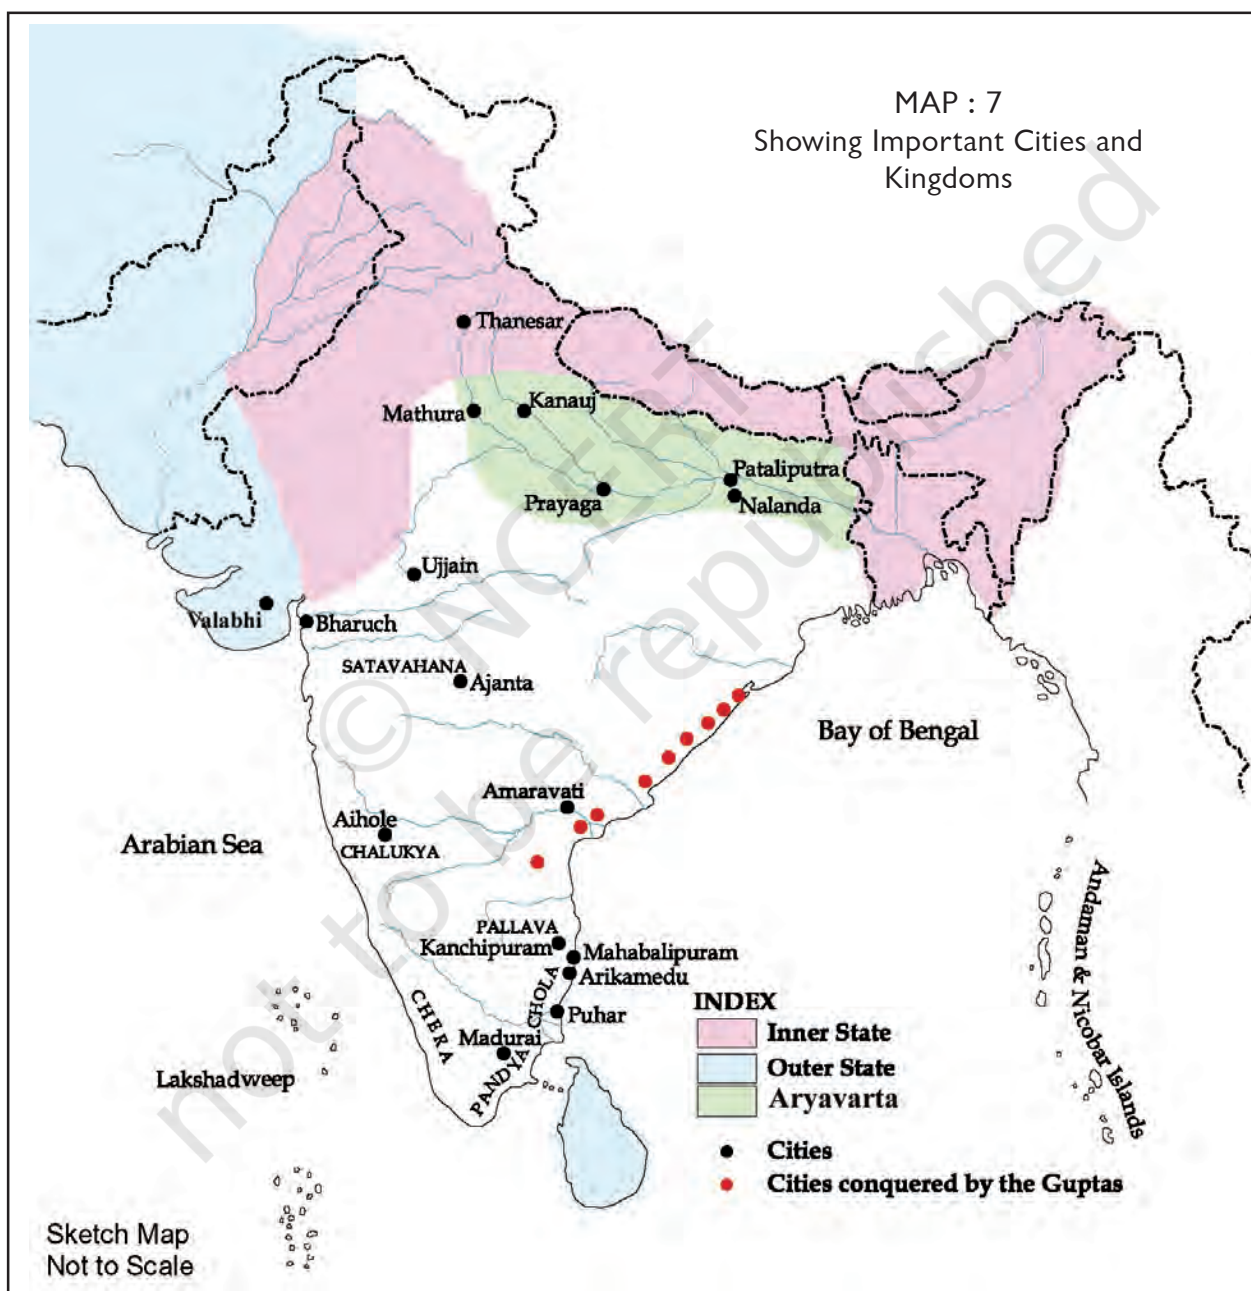 MAP : 7
Showing Important Cities and
Kingdoms
Thanesar
Kanauj
Mathura
Pataliputra
Prayaga
Nalanda
Ujjain
Valabhi
Bharuch
SATAVAHANA
Ajanta
Bay of Bengal
Amaravati
Aihole
CHALUKYA
Arabian Sea
PALLAVA
Kanchipuram
Mahabalipuram
Arikamedu
CHOLA
Puhar
CHERA
Madurai
PANDYA
Lakshadweep
Andaman & Nicobar Islands
INDEX
Inner State
Outer State
Aryavarta
Cities
Cities conquered by the Guptas
Sketch Map
Not to Scale
© NCERT
not to be republished